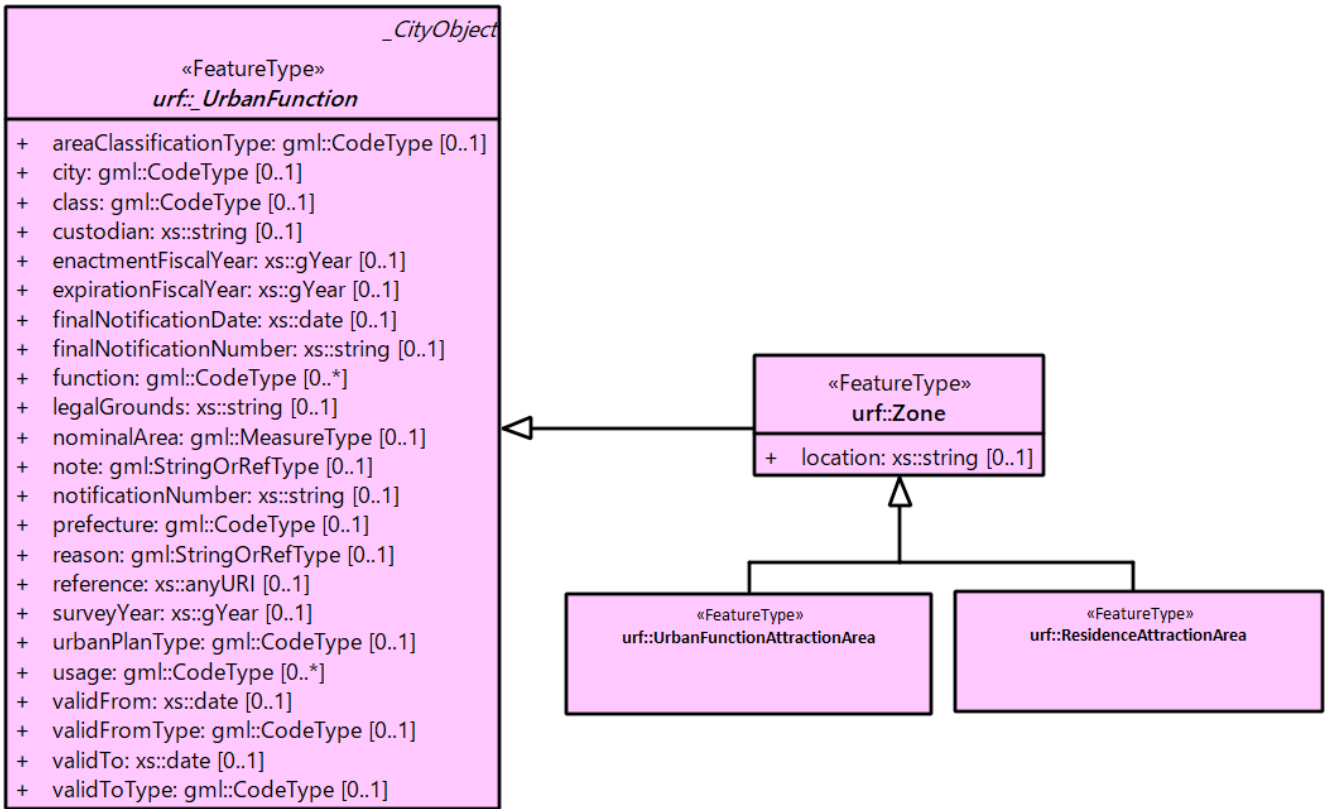 _CityObject
«FeatureType»
urf::_UrbanFunction
+ areaClassificationType: gml::CodeType [0..1]
+ city: gml::CodeType [0..1]
+ class: gml::CodeType [0..1]
+ custodian: xs::string [0..1]
+ enactmentFiscalYear: xs::gYear [0..1]
+ expirationFiscalYear: xs::gYear [0..1]
+ finalNotificationDate: xs::date [0..1]
+ finalNotificationNumber: xs::string [0..1]
+ function: gml::CodeType [0..*]
+ legalGrounds: xs::string [0..1]
+ nominalArea: gml::MeasureType [0..1]
+ note: gml:StringOrRefType [0..1]
+ notificationNumber: xs::string [0..1]
+ prefecture: gml::CodeType [0..1]
+ reason: gml:StringOrRefType [0..1]
+ reference: xs::anyURI [0..1]
+ surveyYear: xs::gYear [0..1]
+ urbanPlanType: gml::CodeType [0..1]
+ usage: gml::CodeType [0..*]
+ validFrom: xs::date [0..1]
+ validFromType: gml::CodeType [0..1]
+ validTo: xs::date [0..1]
+ validToType: gml::CodeType [0..1]
«FeatureType»
urf::Zone
+ location: xs::string [0..1]
«FeatureType»
urf::UrbanFunctionAttractionArea
«FeatureType»
urf::ResidenceAttractionArea